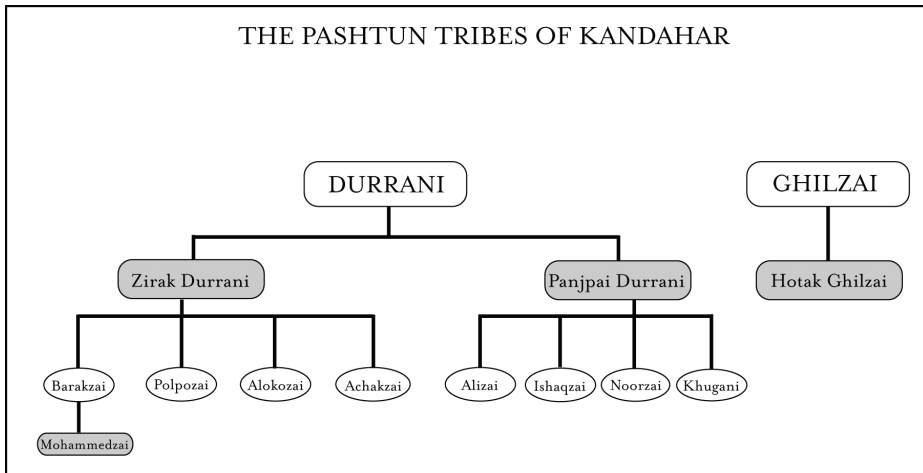 THE PASHTUN TRIBES OF KANDAHAR
DURRANI
GHILZAI
Zirak Durrani
Panjpai Durrani
Hotak Ghilzai
Barakzai
Polpozai
Alokozai
Achakzai
Alizai
Ishaqzai
Noorzai
Khugani
Mohammedzai